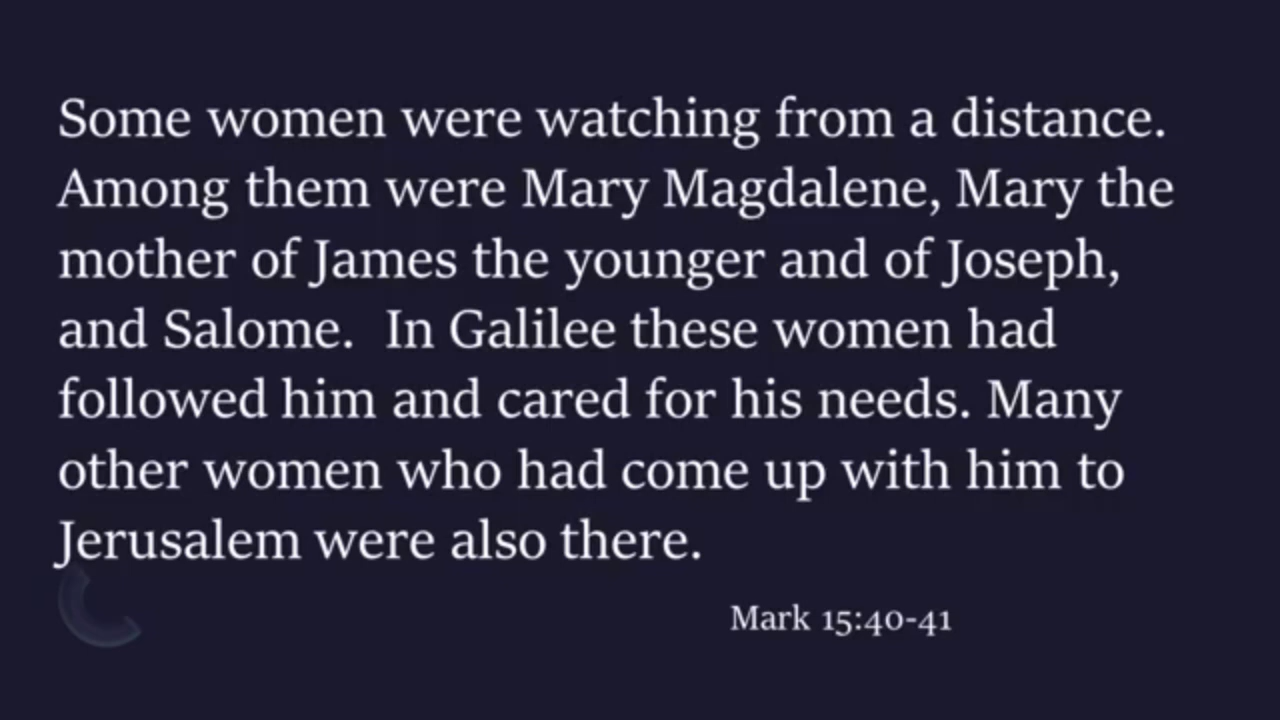 Some women were watching from a distance.
Among them were Mary Magdalene, Mary the
mother of James the younger and of Joseph,
and Salome.  In Galilee these women had
followed him and cared for his needs. Many
other women who had come up with him to
Jerusalem were also there.
Mark 15:40-41